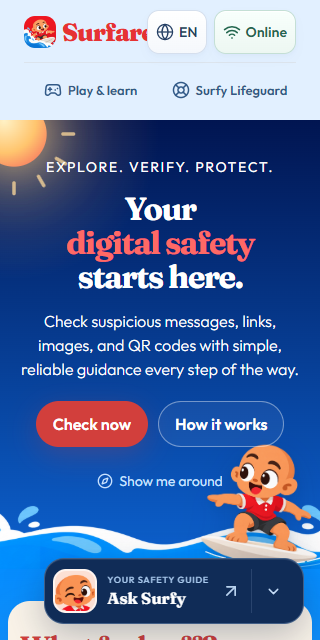 EN
Online
Play & learn
Surfy Lifeguard
EXPLORE. VERIFY. PROTECT.
Your
digital safety
starts here.
Check suspicious messages, links,
images, and QR codes with simple,
reliable guidance every step of the way.
Check now
How it works
Show me around
YOUR SAFETY GUIDE
Ask Surfy